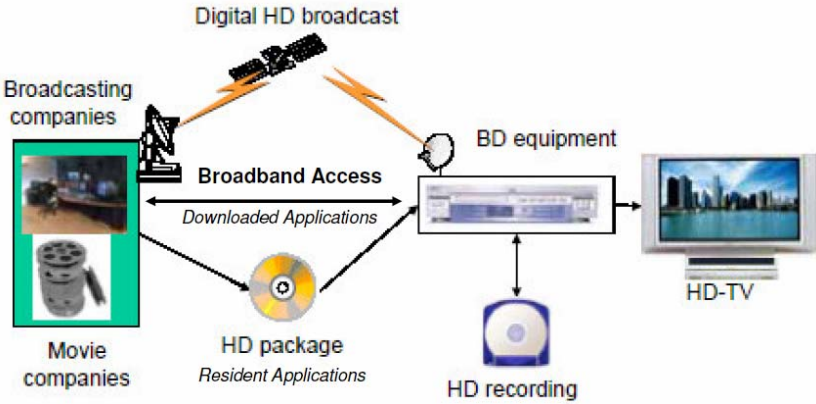 Digital HD broadcast
Broadcasting
companies
BD equipment
Broadband Access
Downloaded Applications
HD-TV
HD package
Resident Applications
Movie
companies
HD recording